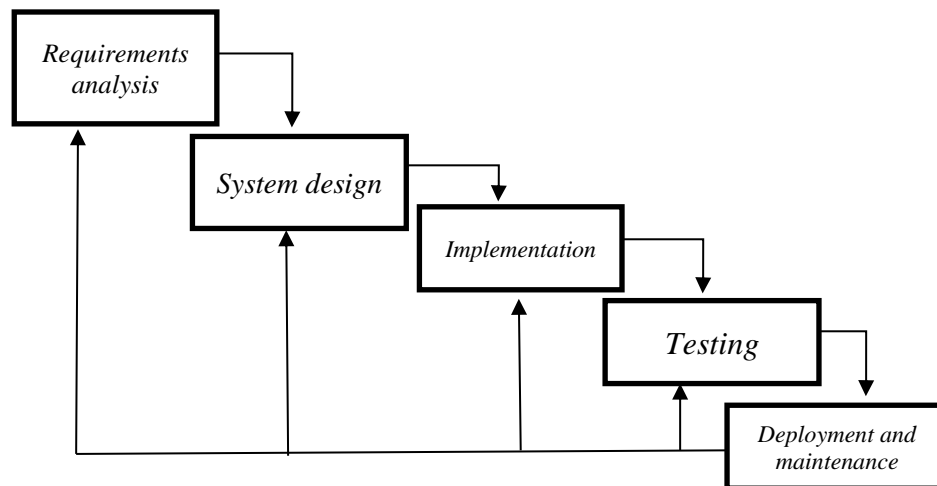 Requirements
analysis
System design
Implementation
Testing
Deployment and
maintenance